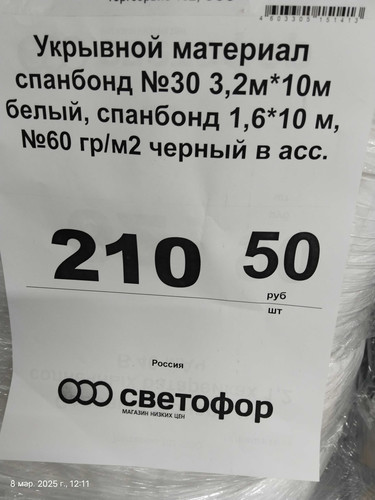 4603305151413
Укрывной материал
спанбонд №30 3,2м*10м
белый, спанбонд 1,6*10 м,
№60 гр/м2 черный в асс.
210 50
руб
шт
Россия
светофор
МАГАЗИН НИЗКИХ ЦЕН
8 мар. 2025 г., 12:11